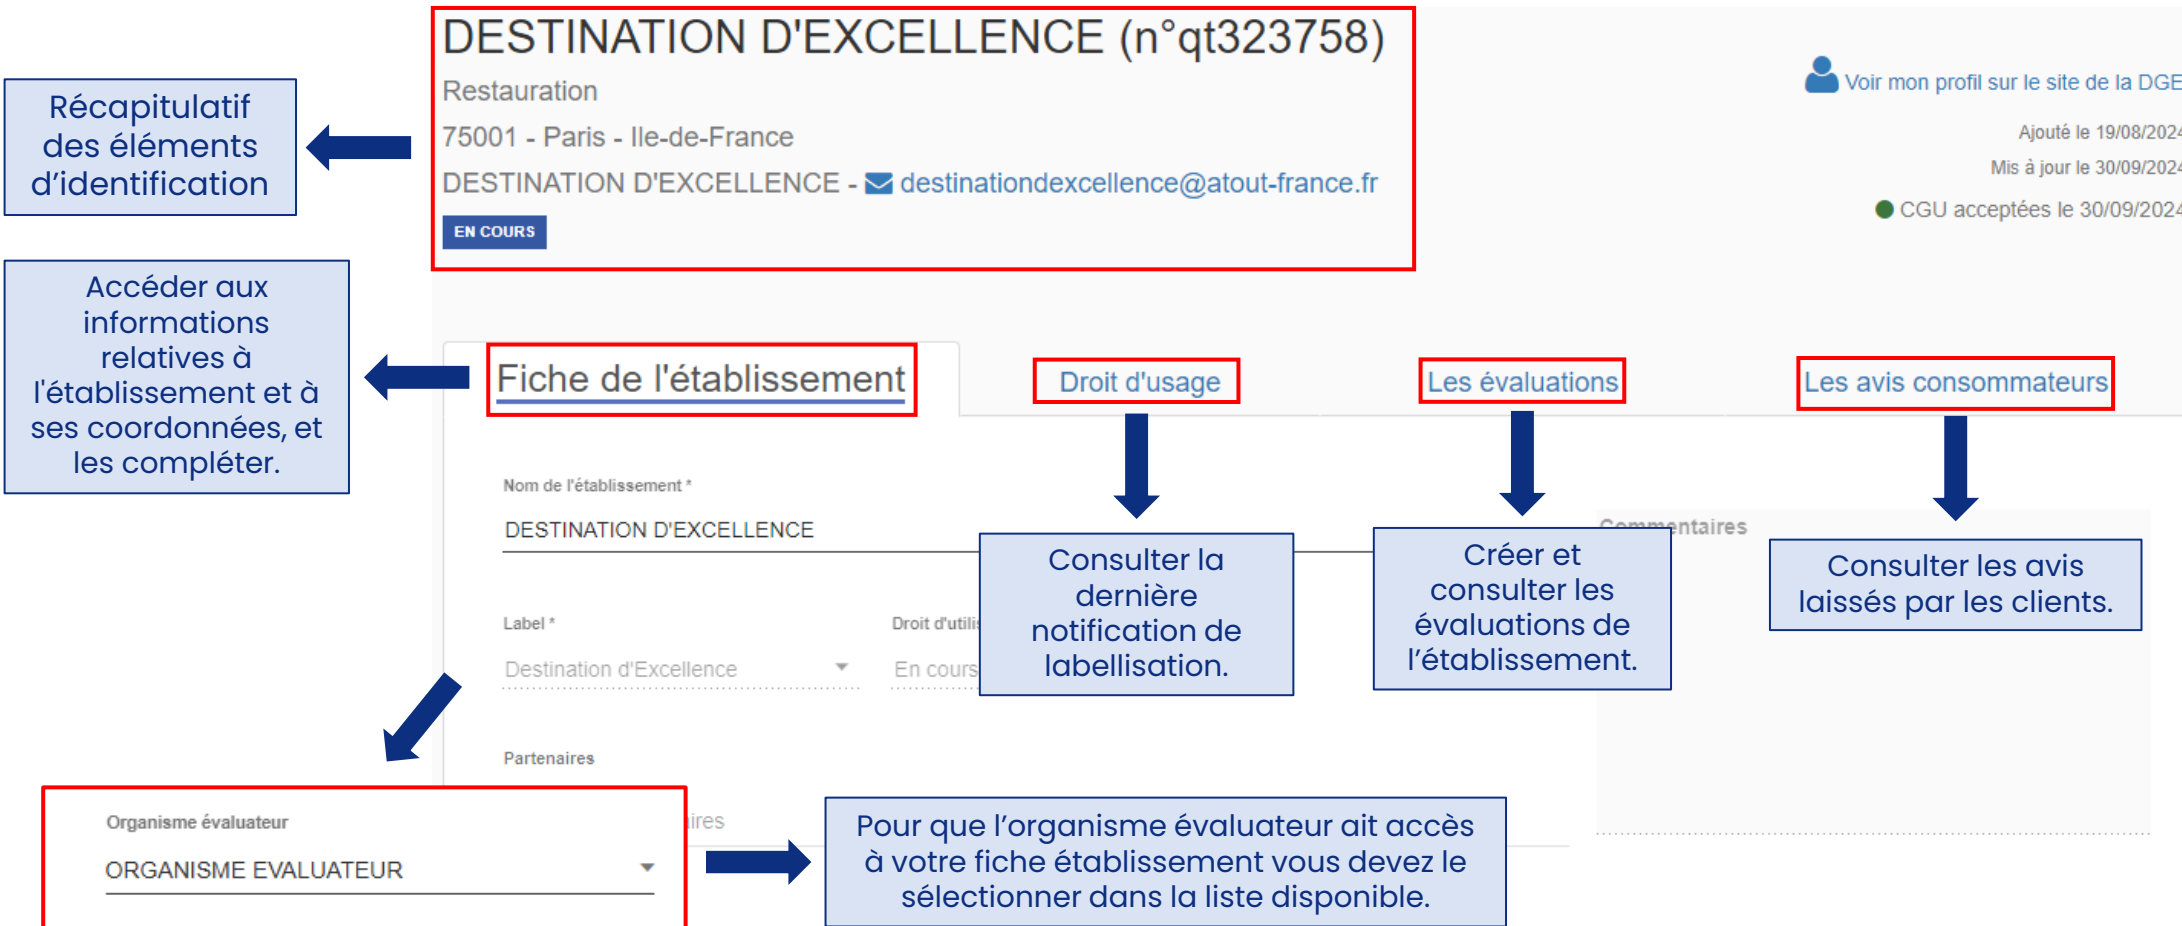 DESTINATION D'EXCELLENCE (n°qt323758)
Restauration
75001 - Paris - Ile-de-France
DESTINATION D'EXCELLENCE - destinationdexcellence@atout-france.fr
EN COURS
Voir mon profil sur le site de la DGE
Ajouté le 19/08/2024
Mis à jour le 30/09/2024
CGU acceptées le 30/09/2024
Récapitulatif
des éléments
d’identification
Accéder aux
informations
relatives à
l'établissement et à
ses coordonnées, et
les compléter.
Fiche de l'établissement
Droit d'usage
Les évaluations
Les avis consommateurs
Nom de l'établissement *
DESTINATION D'EXCELLENCE
Commentaires
Consulter la
dernière
notification de
labellisation.
Créer et
consulter les
évaluations de
l’établissement.
Consulter les avis
laissés par les clients.
Label *
Destination d'Excellence
Droit d'utilis
En cours
Partenaires
aires
Organisme évaluateur
ORGANISME EVALUATEUR
Pour que l’organisme évaluateur ait accès
à votre fiche établissement vous devez le
sélectionner dans la liste disponible.